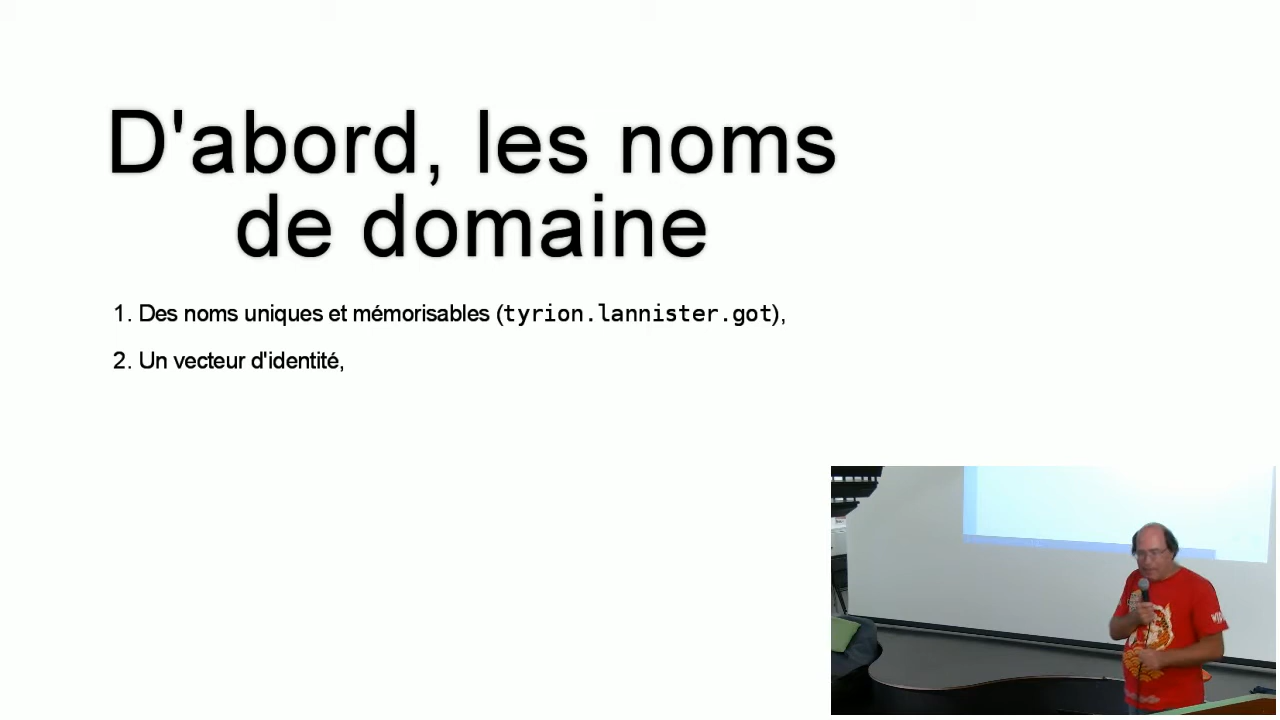 D'abord, les noms
de domaine
1. Des noms uniques et mémorisables (tyrion.lannister.got),
2. Un vecteur d'identité,